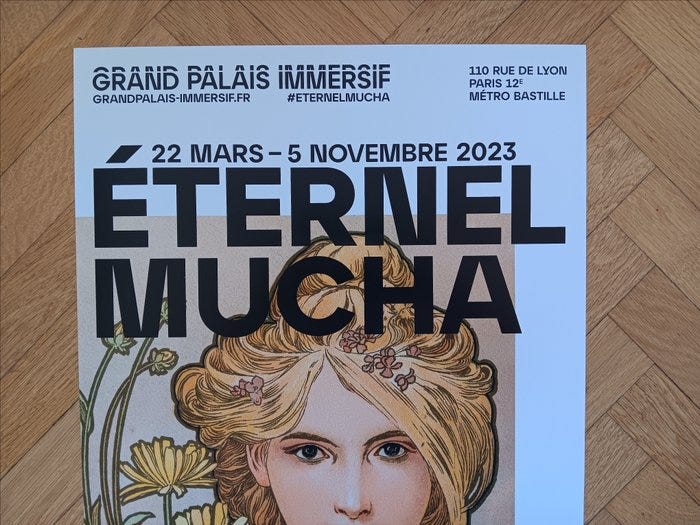 GRAND PALAIS IMMERSIF
GRANDPALAIS-IMMERSIF.FR #ETERNELMUCHA
110 RUE DE LYON
PARIS 12E
MÉTRO BASTILLE
22 MARS – 5 NOVEMBRE 2023
ÉTERNEL
MUCHA